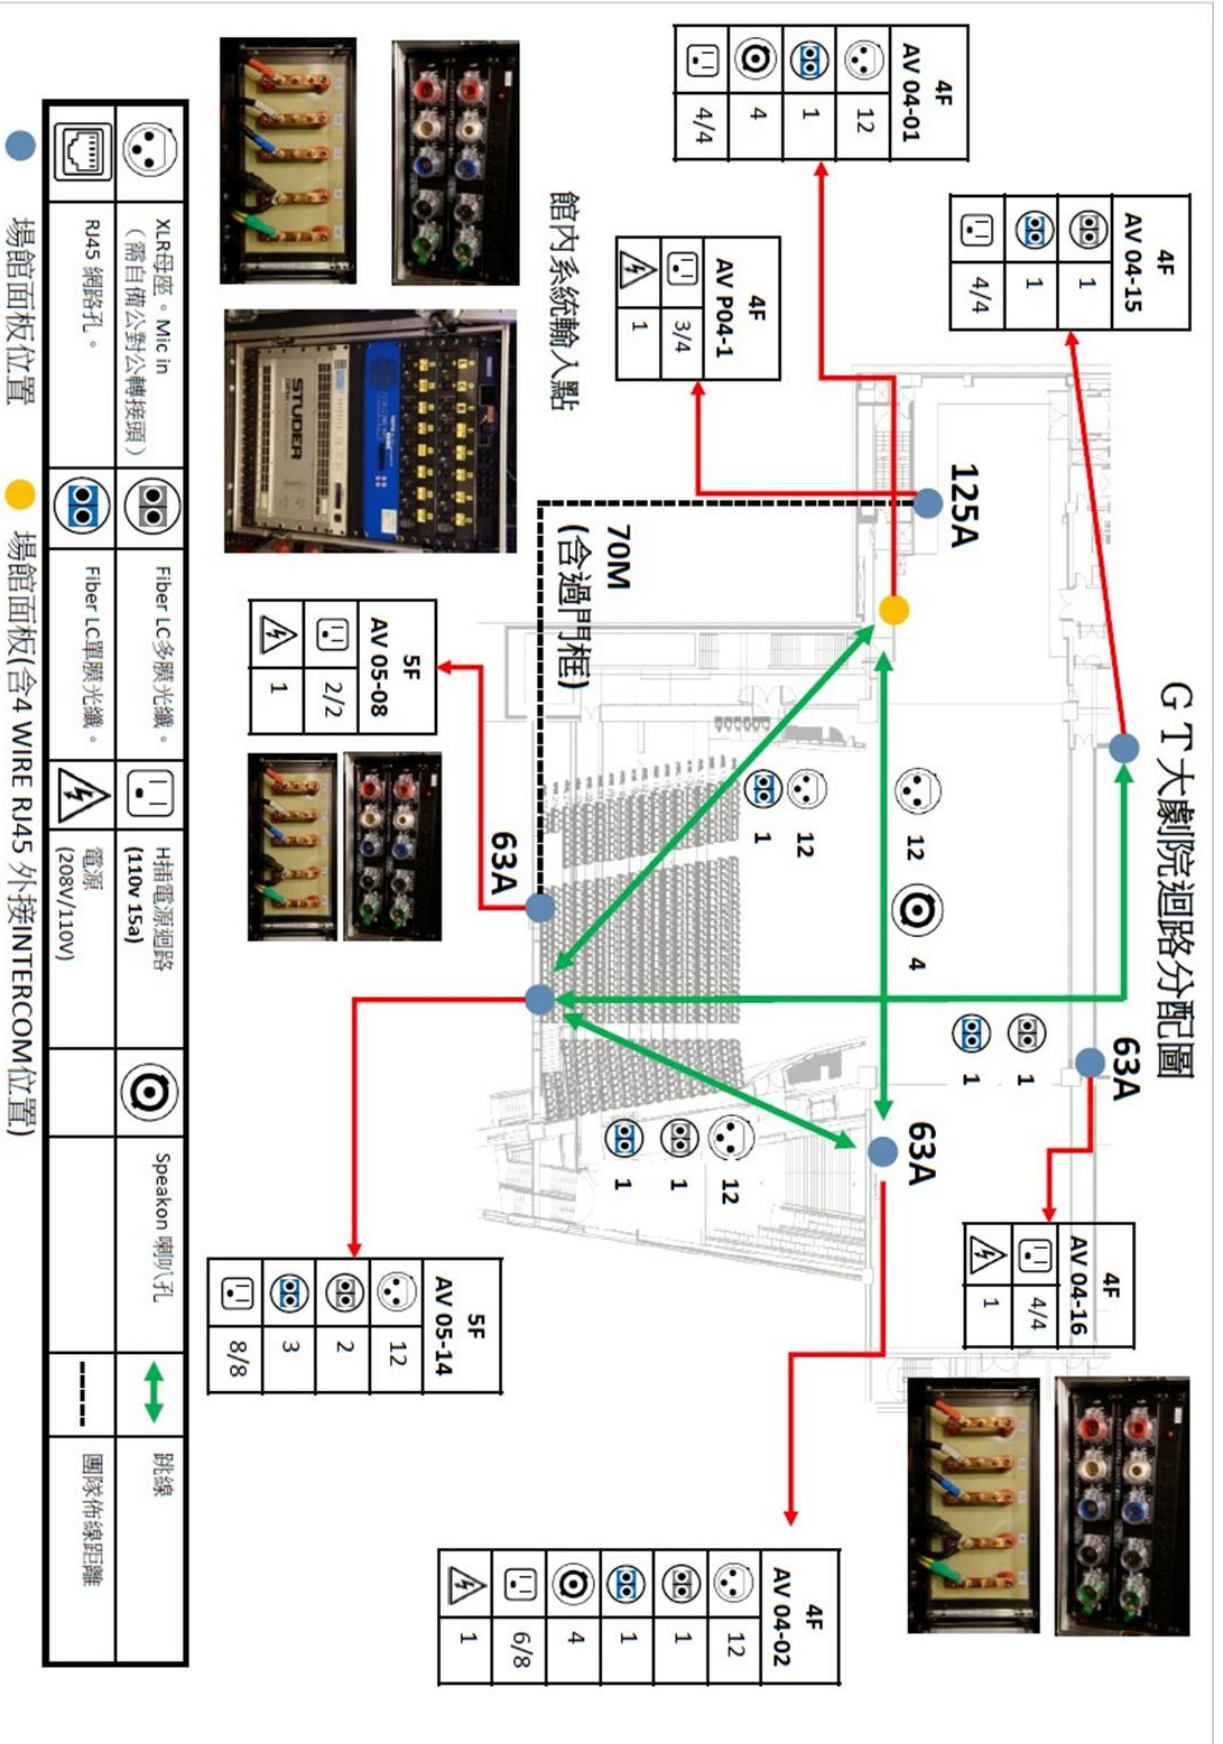 GT大劇院迴路分配圖
4F
AV 04-15
1
1
4/4
4F
AV 04-01
12
1
4
4/4
4F
AV P04-1
3/4
1
館內系統輸入點
STUDER
125A
70M
(含過門框)
5F
AV 05-08
2/2
1
63A
12
4
12
1
1
1
63A
63A
12
1
1
4F
AV 04-16
4/4
1
5F
AV 05-14
12
2
3
8/8
4F
AV 04-02
12
1
1
4
6/8
1
XLR母座。Mic in
(需自備公對公轉接頭)
Fiber LC多膜光纖。
H插電源迴路
(110v 15a)
Speakon 喇叭孔
跳線
RJ45 網路孔。
Fiber LC單膜光纖。
電源
(208V/110V)
團隊佈線距離
場館面板位置
場館面板(含4 WIRE RJ45 外接INTERCOM位置)